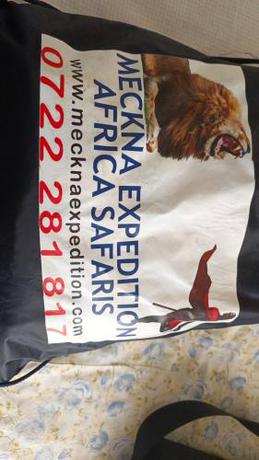 MECKNA EXPEDITION
AFRICA SAFARIS
www.mecknaexpedition.com
0722 281 817